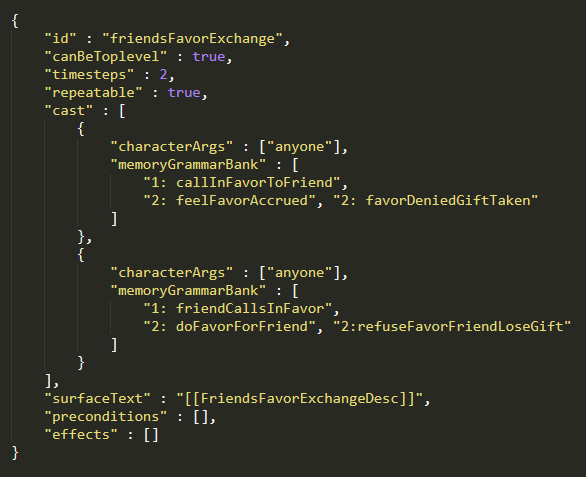 {
    "id" : "friendsFavorExchange",
    "canBeToplevel" : true,
    "timesteps" : 2,
    "repeatable" : true,
    "cast" : [
        {
            "characterArgs" : ["anyone"],
            "memoryGrammarBank" : [
                "1: callInFavorToFriend",
                "2: feelFavorAccrued", "2: favorDeniedGiftTaken"
            ]
        },
        {
            "characterArgs" : ["anyone"],
            "memoryGrammarBank" : [
                "1: friendCallsInFavor",
                "2: doFavorForFriend", "2:refuseFavorFriendLoseGift"
            ]
        }
    ],
    "surfaceText" : "[[FriendsFavorExchangeDesc]]",
    "preconditions" : [],
    "effects" : []
}